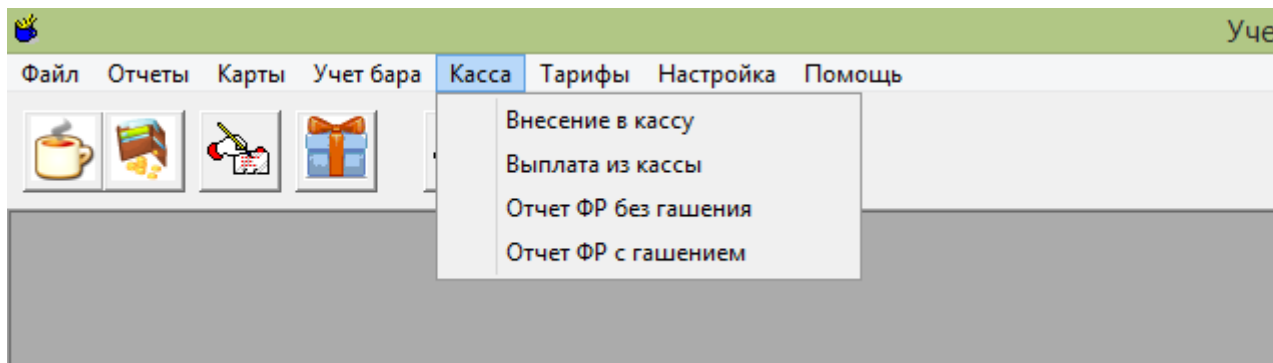 Уче
Файл Отчеты Карты Учет бара Касса Тарифы Настройка Помощь
Внесение в кассу
Выплата из кассы
Отчет ФР без гашения
Отчет ФР с гашением